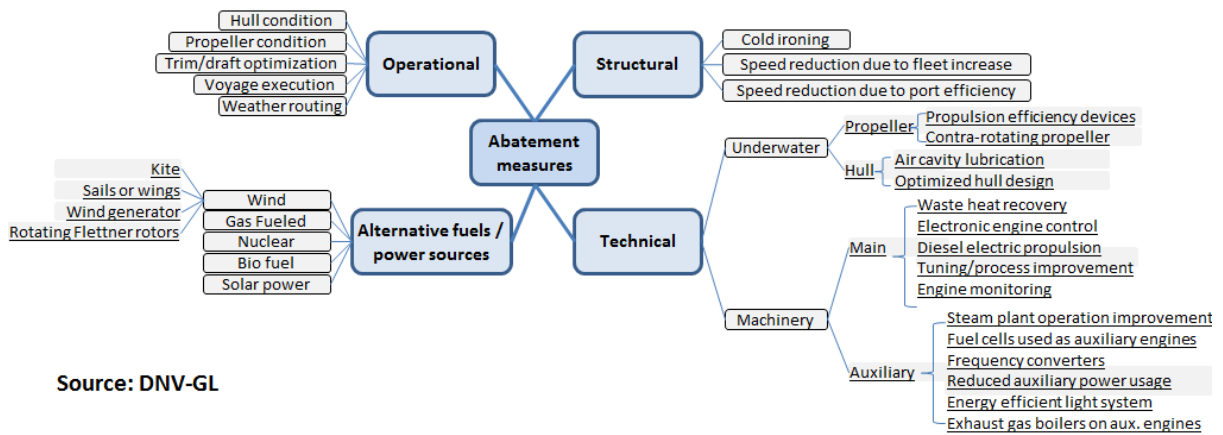 Hull condition
Propeller condition
Trim/draft optimization
Voyage execution
Weather routing
Operational
Structural
Cold ironing
Speed reduction due to fleet increase
Speed reduction due to port efficiency
Abatement
measures
Kite
Sails or wings
Wind generator
Rotating Flettner rotors
Wind
Gas Fueled
Nuclear
Bio fuel
Solar power
Alternative fuels /
power sources
Technical
Underwater
Propeller
Propulsion efficiency devices
Contra-rotating propeller
Hull
Air cavity lubrication
Optimized hull design
Machinery
Main
Waste heat recovery
Electronic engine control
Diesel electric propulsion
Tuning/process improvement
Engine monitoring
Auxiliary
Steam plant operation improvement
Fuel cells used as auxiliary engines
Frequency converters
Reduced auxiliary power usage
Energy efficient light system
Exhaust gas boilers on aux. engines
Source: DNV-GL